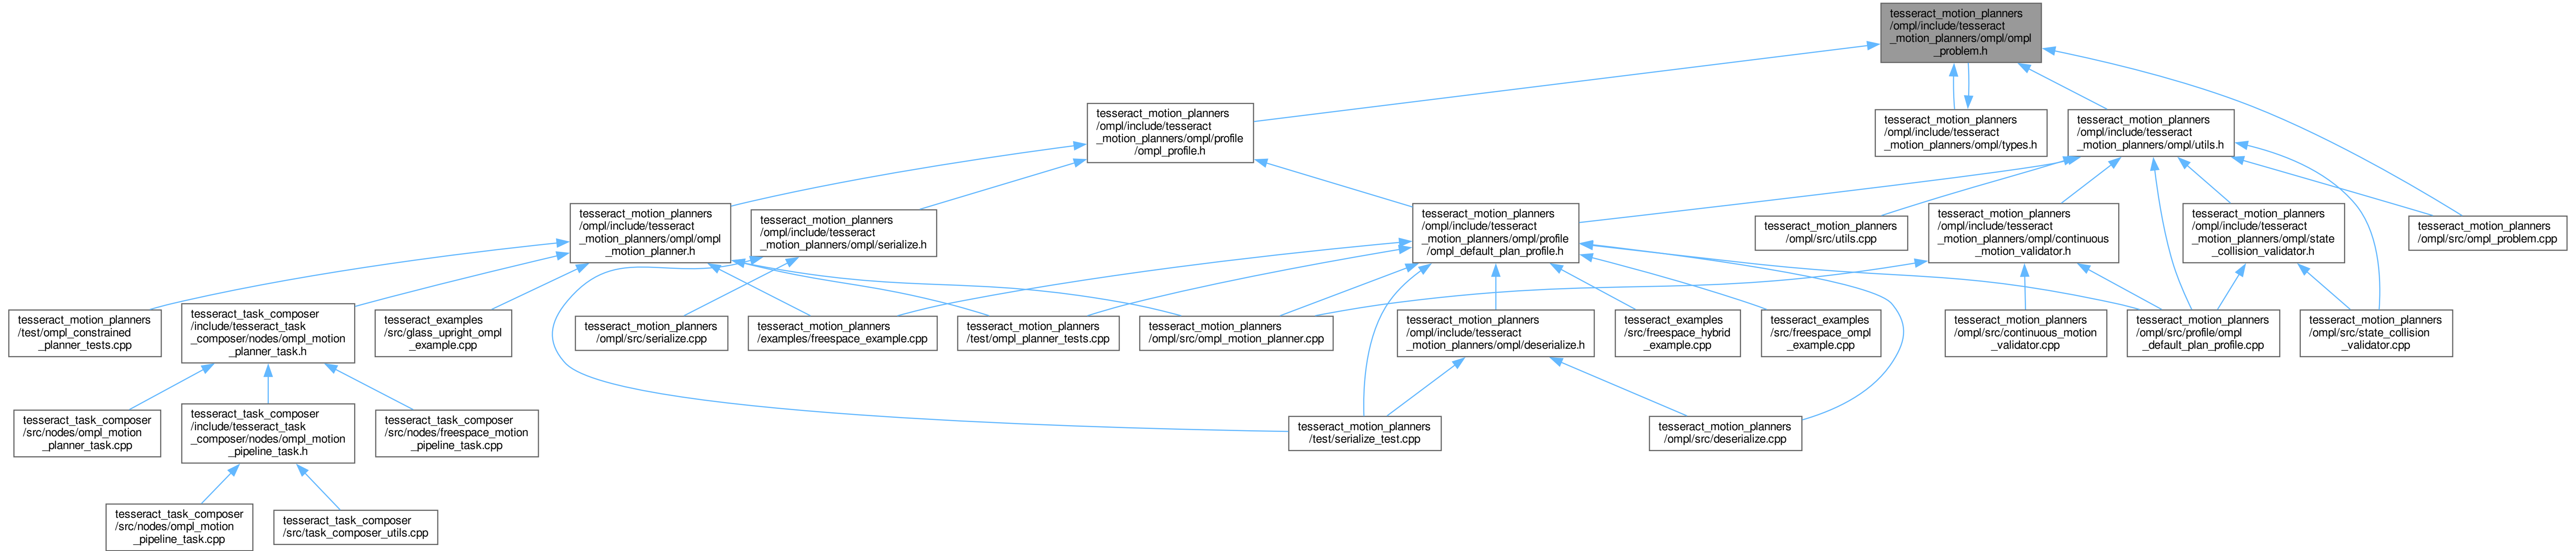 tesseract_motion_planners
/ompl/include/tesseract
_motion_planners/ompl/ompl
_problem.h
tesseract_motion_planners
/ompl/include/tesseract
_motion_planners/ompl/profile
/ompl_profile.h
tesseract_motion_planners
/ompl/include/tesseract
_motion_planners/ompl/types.h
tesseract_motion_planners
/ompl/include/tesseract
_motion_planners/ompl/utils.h
tesseract_motion_planners
/ompl/include/tesseract
_motion_planners/ompl/ompl
_motion_planner.h
tesseract_motion_planners
/ompl/include/tesseract
_motion_planners/ompl/serialize.h
tesseract_motion_planners
/ompl/include/tesseract
_motion_planners/ompl/profile
/ompl_default_plan_profile.h
tesseract_motion_planners
/ompl/src/utils.cpp
tesseract_motion_planners
/ompl/include/tesseract
_motion_planners/ompl/continuous
_motion_validator.h
tesseract_motion_planners
/ompl/include/tesseract
_motion_planners/ompl/state
_collision_validator.h
tesseract_motion_planners
/ompl/src/ompl_problem.cpp
tesseract_motion_planners
/test/ompl_constrained
_planner_tests.cpp
tesseract_task_composer
/include/tesseract_task
_composer/nodes/ompl_motion
_planner_task.h
tesseract_examples
/src/glass_upright_ompl
_example.cpp
tesseract_motion_planners
/ompl/src/serialize.cpp
tesseract_motion_planners
/examples/freespace_example.cpp
tesseract_motion_planners
/test/ompl_planner_tests.cpp
tesseract_motion_planners
/ompl/src/ompl_motion_planner.cpp
tesseract_motion_planners
/ompl/include/tesseract
_motion_planners/ompl/deserialize.h
tesseract_examples
/src/freespace_hybrid
_example.cpp
tesseract_examples
/src/freespace_ompl
_example.cpp
tesseract_motion_planners
/ompl/src/continuous_motion
_validator.cpp
tesseract_motion_planners
/ompl/src/profile/ompl
_default_plan_profile.cpp
tesseract_motion_planners
/ompl/src/state_collision
_validator.cpp
tesseract_task_composer
/src/nodes/ompl_motion
_planner_task.cpp
tesseract_task_composer
/include/tesseract_task
_composer/nodes/ompl_motion
_pipeline_task.h
tesseract_task_composer
/src/nodes/freespace_motion
_pipeline_task.cpp
tesseract_motion_planners
/test/serialize_test.cpp
tesseract_motion_planners
/ompl/src/deserialize.cpp
tesseract_task_composer
/src/nodes/ompl_motion
_pipeline_task.cpp
tesseract_task_composer
/src/task_composer_utils.cpp